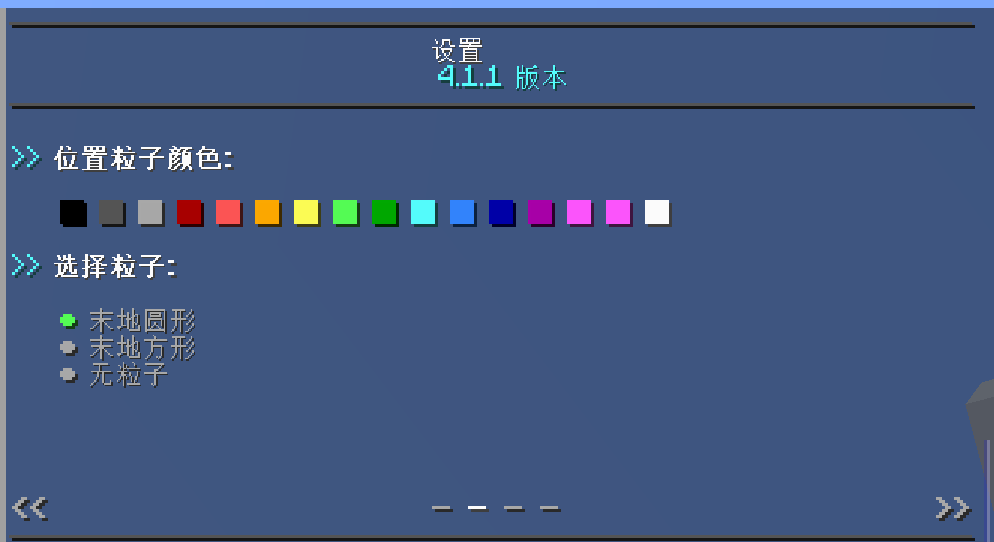 设置
4.1.1 版本
>> 位置粒子颜色:
>> 选择粒子:
末地圆形
末地方形
无粒子
<< >>